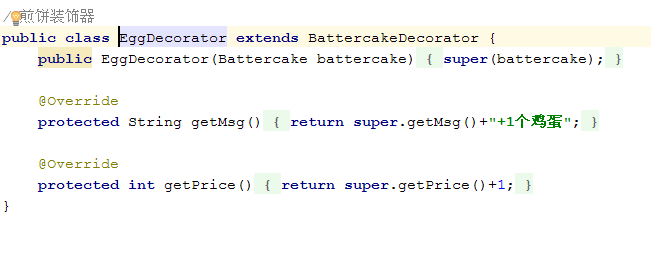 //煎饼装饰器
public class EggDecorator extends BattercakeDecorator {
public EggDecorator(Battercake battercake) { super(battercake); }
@Override
protected String getMsg() { return super.getMsg()+"+1个鸡蛋"; }
@Override
protected int getPrice() { return super.getPrice()+1; }
}